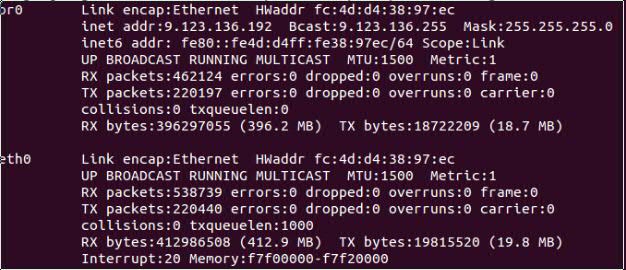 br0 Link encap:Ethernet HWaddr fc:4d:d4:38:97:ec
inet addr:9.123.136.192 Bcast:9.123.136.255 Mask:255.255.255.0
inet6 addr: fe80::fe4d:d4ff:fe38:97ec/64 Scope:Link
UP BROADCAST RUNNING MULTICAST MTU:1500 Metric:1
RX packets:462124 errors:0 dropped:0 overruns:0 frame:0
TX packets:220197 errors:0 dropped:0 overruns:0 carrier:0
collisions:0 txqueuelen:0
RX bytes:396297055 (396.2 MB) TX bytes:18722209 (18.7 MB)
eth0 Link encap:Ethernet HWaddr fc:4d:d4:38:97:ec
UP BROADCAST RUNNING MULTICAST MTU:1500 Metric:1
RX packets:538739 errors:0 dropped:0 overruns:0 frame:0
TX packets:220440 errors:0 dropped:0 overruns:0 carrier:0
collisions:0 txqueuelen:1000
RX bytes:412986508 (412.9 MB) TX bytes:19815520 (19.8 MB)
Interrupt:20 Memory:f7f00000-f7f20000